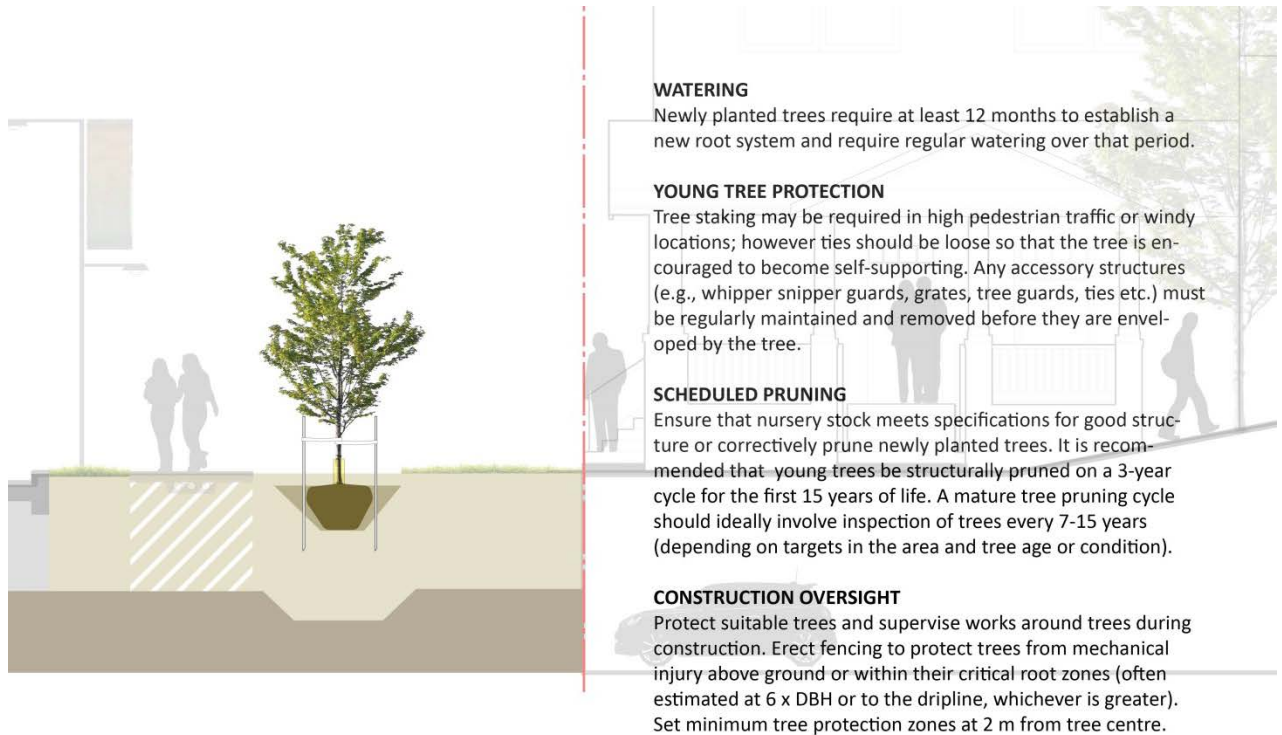 WATERING
Newly planted trees require at least 12 months to establish a
new root system and require regular watering over that period.
YOUNG TREE PROTECTION
Tree staking may be required in high pedestrian traffic or windy
locations; however ties should be loose so that the tree is en-
couraged to become self-supporting. Any accessory structures
(e.g., whipper snipper guards, grates, tree guards, ties etc.) must
be regularly maintained and removed before they are envel-
oped by the tree.
SCHEDULED PRUNING
Ensure that nursery stock meets specifications for good struc-
ture or correctively prune newly planted trees. It is recom-
mended that  young trees be structurally pruned on a 3-year
cycle for the first 15 years of life. A mature tree pruning cycle
should ideally involve inspection of trees every 7-15 years
(depending on targets in the area and tree age or condition).
CONSTRUCTION OVERSIGHT
Protect suitable trees and supervise works around trees during
construction. Erect fencing to protect trees from mechanical
injury above ground or within their critical root zones (often
estimated at 6 x DBH or to the dripline, whichever is greater).
Set minimum tree protection zones at 2 m from tree centre.